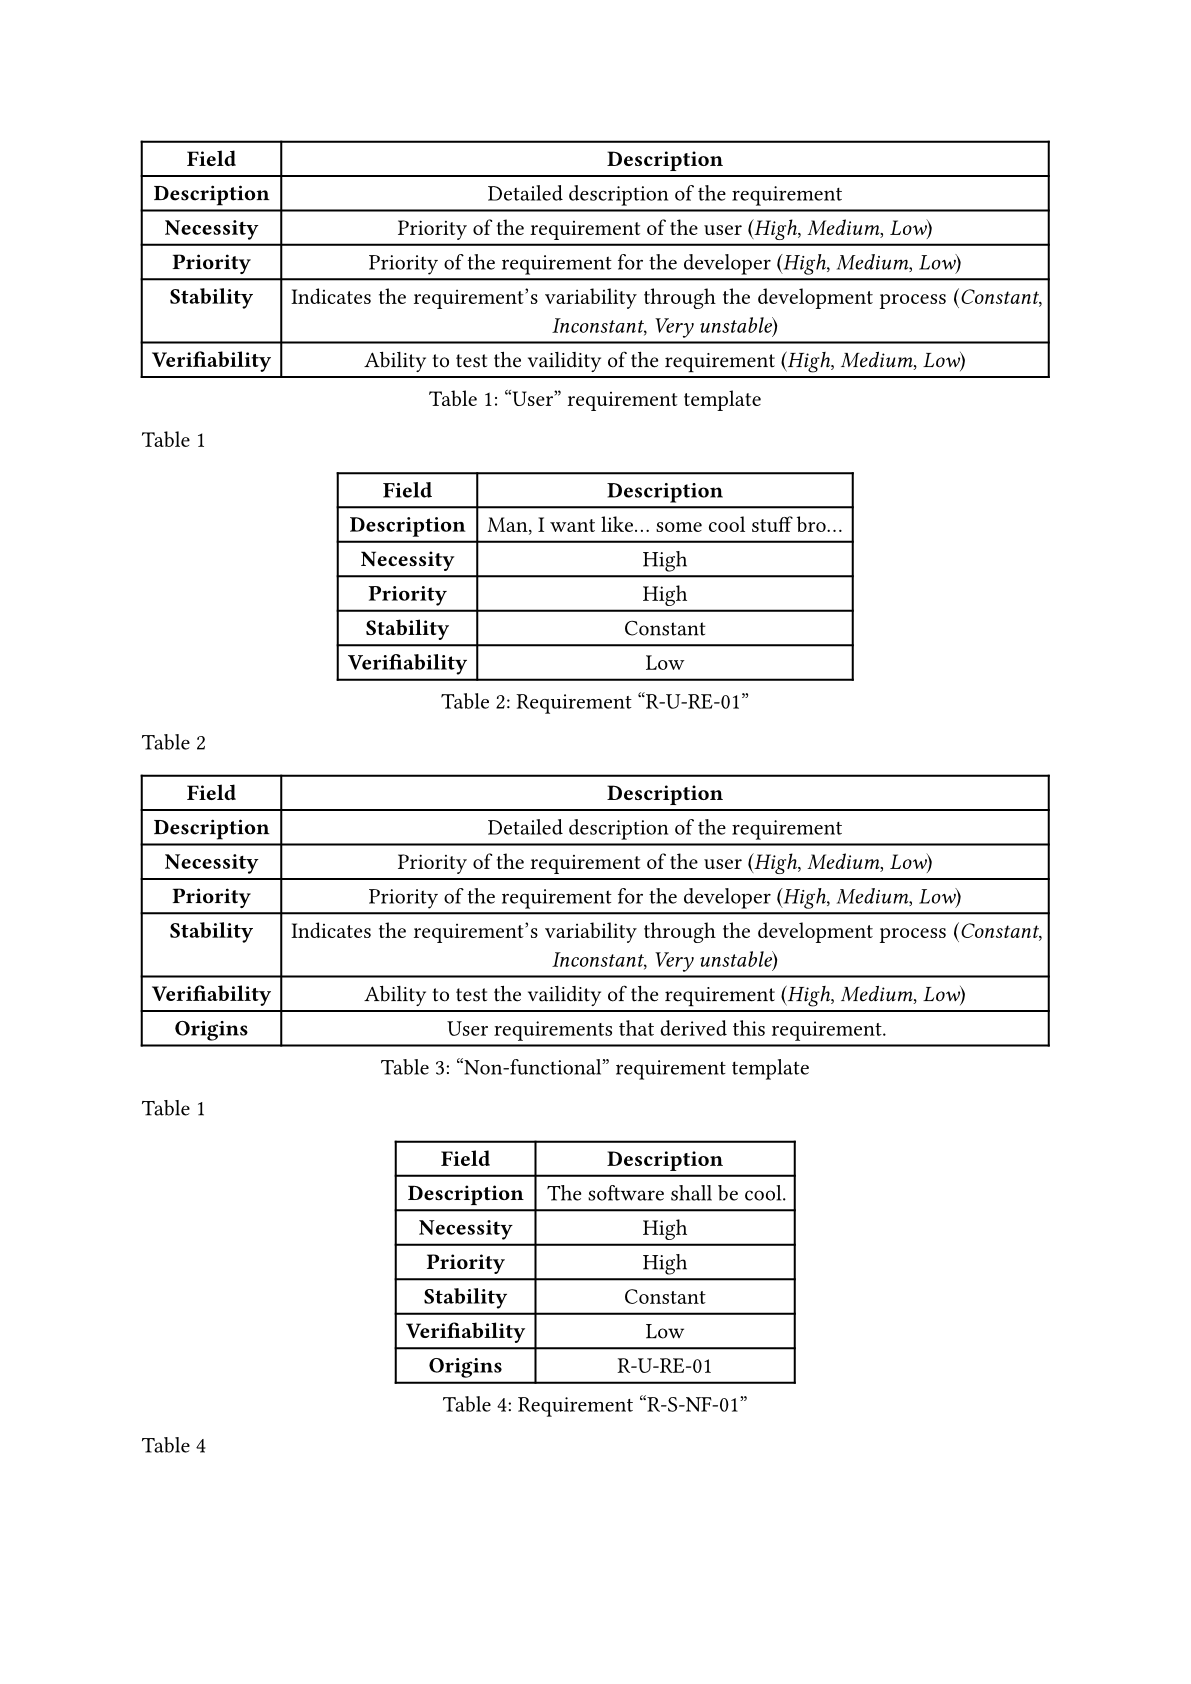 Field Description
Description Detailed description of the requirement
Necessity Priority of the requirement of the user (High, Medium, Low)
Priority Priority of the requirement for the developer (High, Medium, Low)
Stability Indicates the requirement’s variability through the development process (Constant,
Inconstant, Very unstable)
Verifiability Ability to test the vailidity of the requirement (High, Medium, Low)
Table 1: “User” requirement template
Table 1
Field Description
Description Man, I want like… some cool stuff bro…
Necessity High
Priority High
Stability Constant
Verifiability Low
Table 2: Requirement “R-U-RE-01”
Table 2
Field Description
Description Detailed description of the requirement
Necessity Priority of the requirement of the user (High, Medium, Low)
Priority Priority of the requirement for the developer (High, Medium, Low)
Stability Indicates the requirement’s variability through the development process (Constant,
Inconstant, Very unstable)
Verifiability Ability to test the vailidity of the requirement (High, Medium, Low)
Origins User requirements that derived this requirement.
Table 3: “Non-functional” requirement template
Table 1
Field Description
Description The software shall be cool.
Necessity High
Priority High
Stability Constant
Verifiability Low
Origins R-U-RE-01
Table 4: Requirement “R-S-NF-01”
Table 4